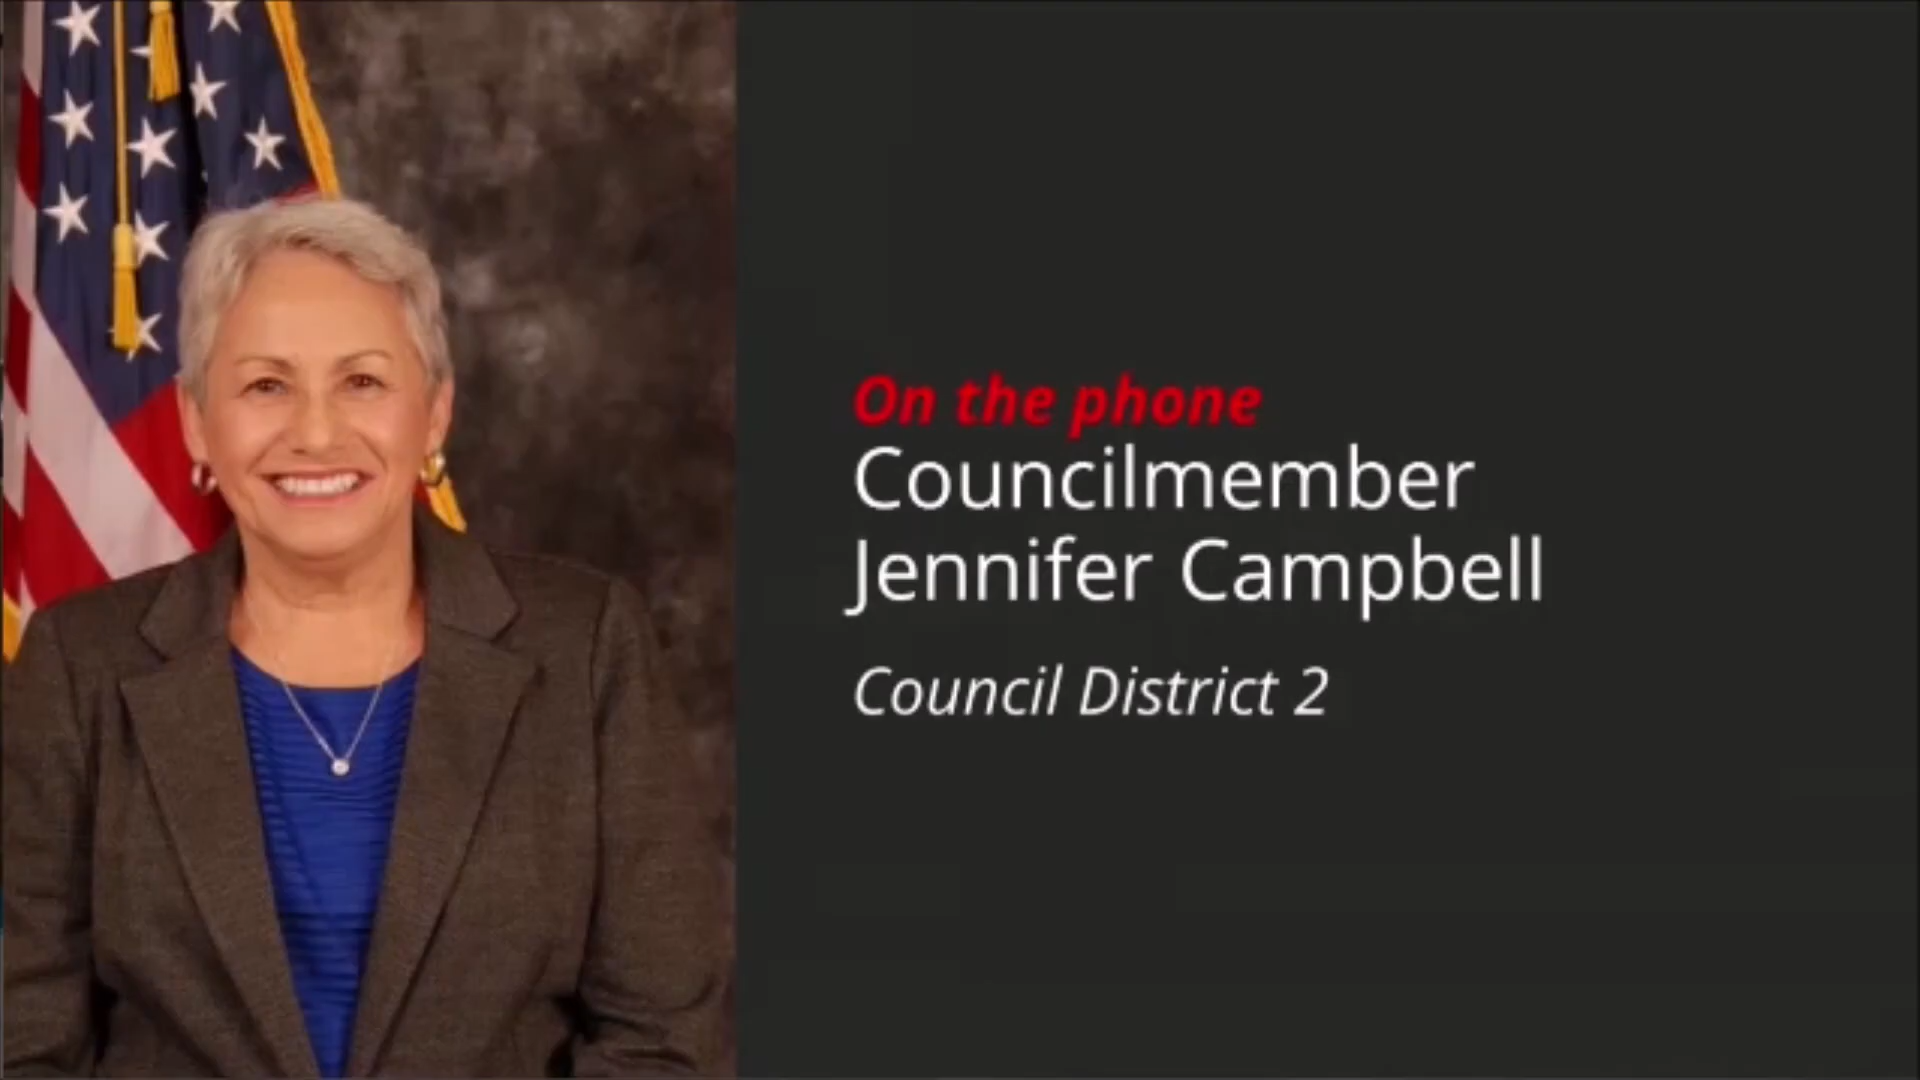 On the phone
Councilmember
Jennifer Campbell
Council District 2